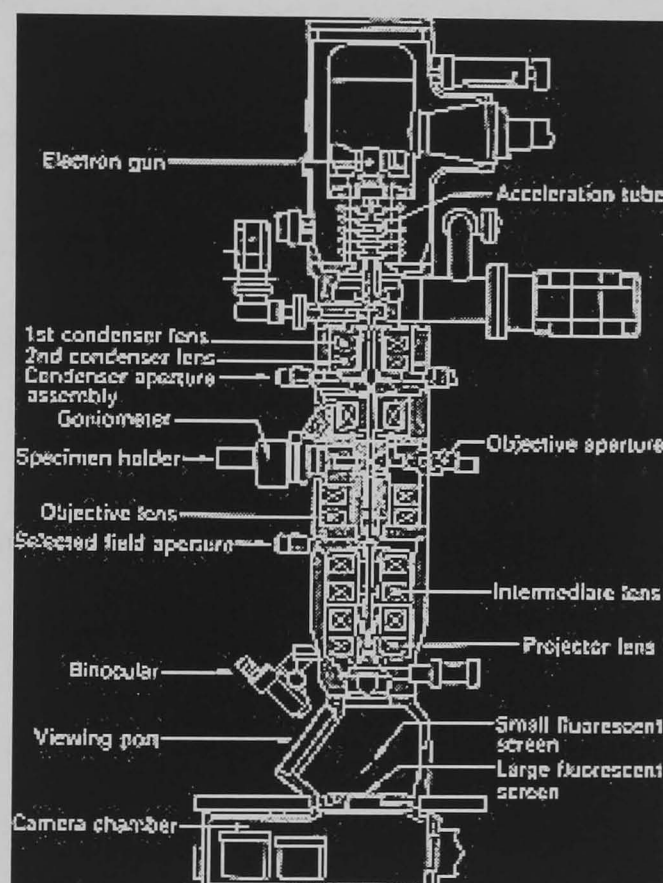 Electron gun
Acceleration tube
1st condenser lens
2nd condenser lens
Condenser aperture
assembly
Goniometer
Specimen holder
Objective aperture
Objective lens
Selected field aperture
Intermediate lens
Projector lens
Binocular
Viewing port
Small fluorescent
screen
Large fluorescent
screen
Camera chamber